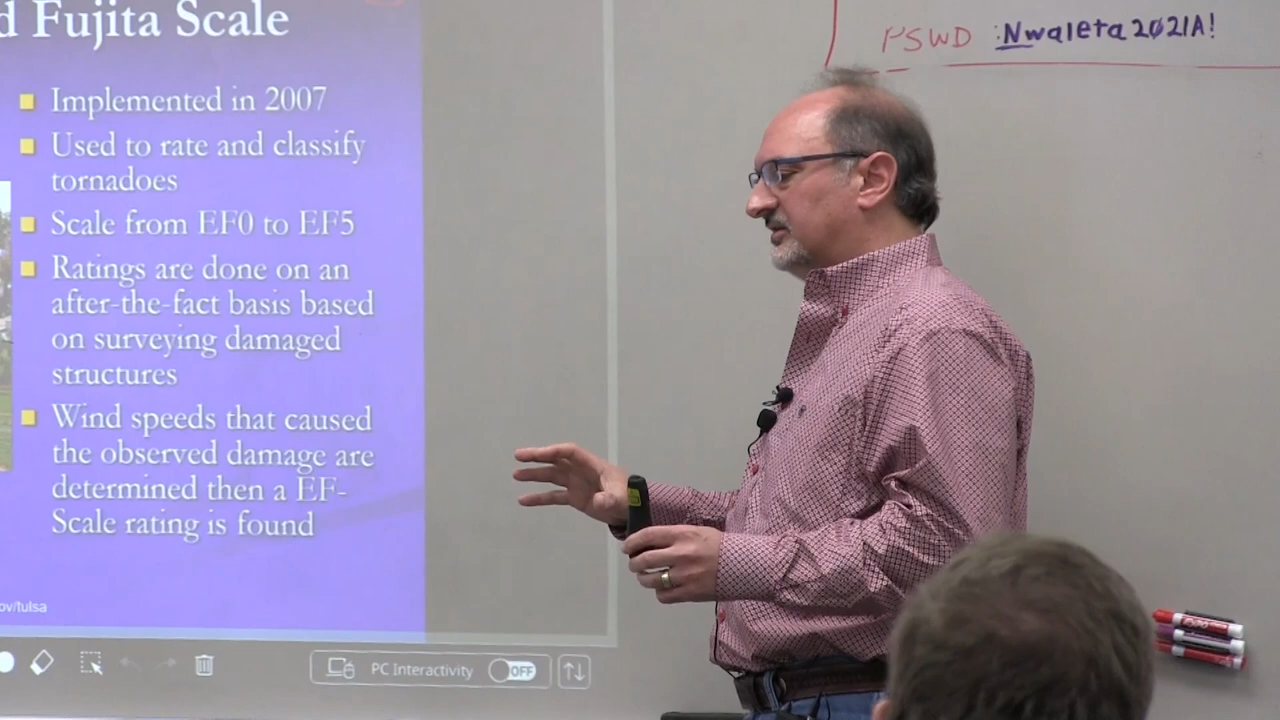 d Fujita Scale
Implemented in 2007
Used to rate and classify
tornadoes
Scale from EF0 to EF5
Ratings are done on an
after-the-fact basis based
on surveying damaged
structures
Wind speeds that caused
the observed damage are
determined then a EF-
Scale rating is found
ov/tulsa
PC Interactivity OFF
PSWD :Nwaleta2021A!
EXPO